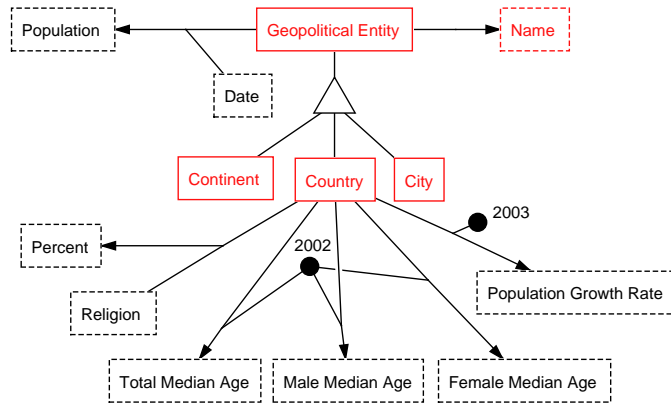 Population
Geopolitical Entity
Name
Date
Continent
Country
City
2003
Percent
2002
Religion
Population Growth Rate
Total Median Age
Male Median Age
Female Median Age